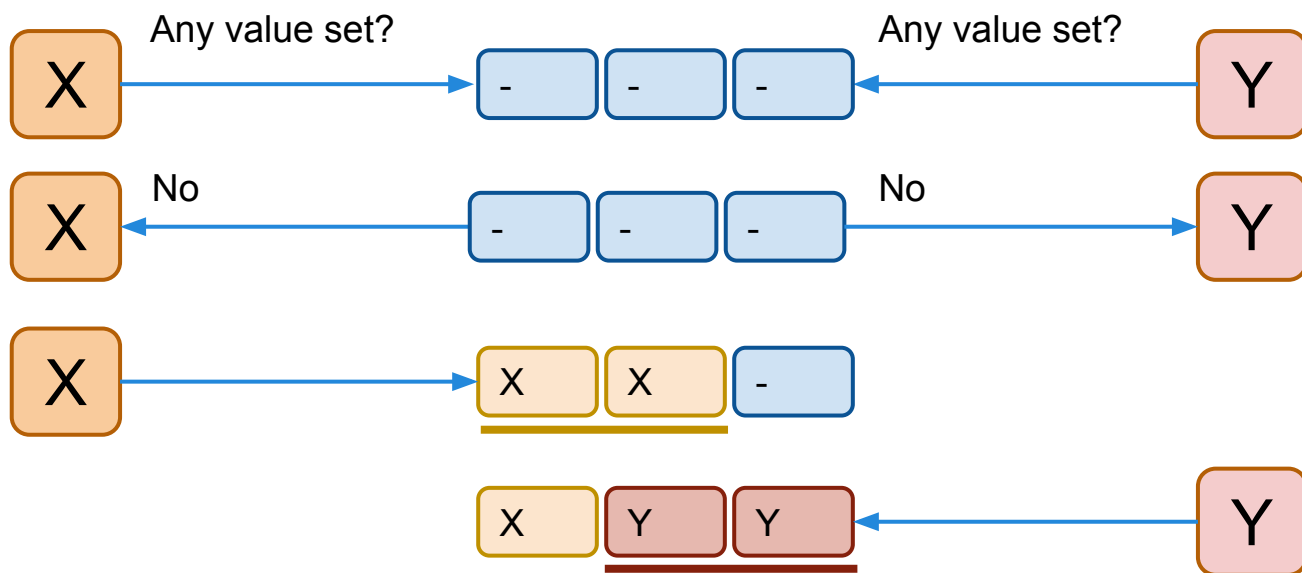 Any value set? Any value set?
X - - - Y
No No
X - - - Y
X X X -
X Y Y Y